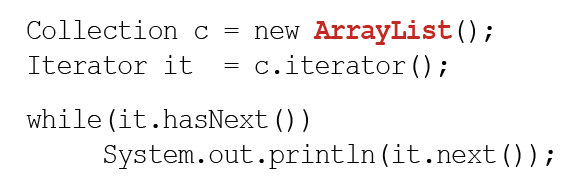 Collection c = new ArrayList();
Iterator it  = c.iterator();
while(it.hasNext())
     System.out.println(it.next());